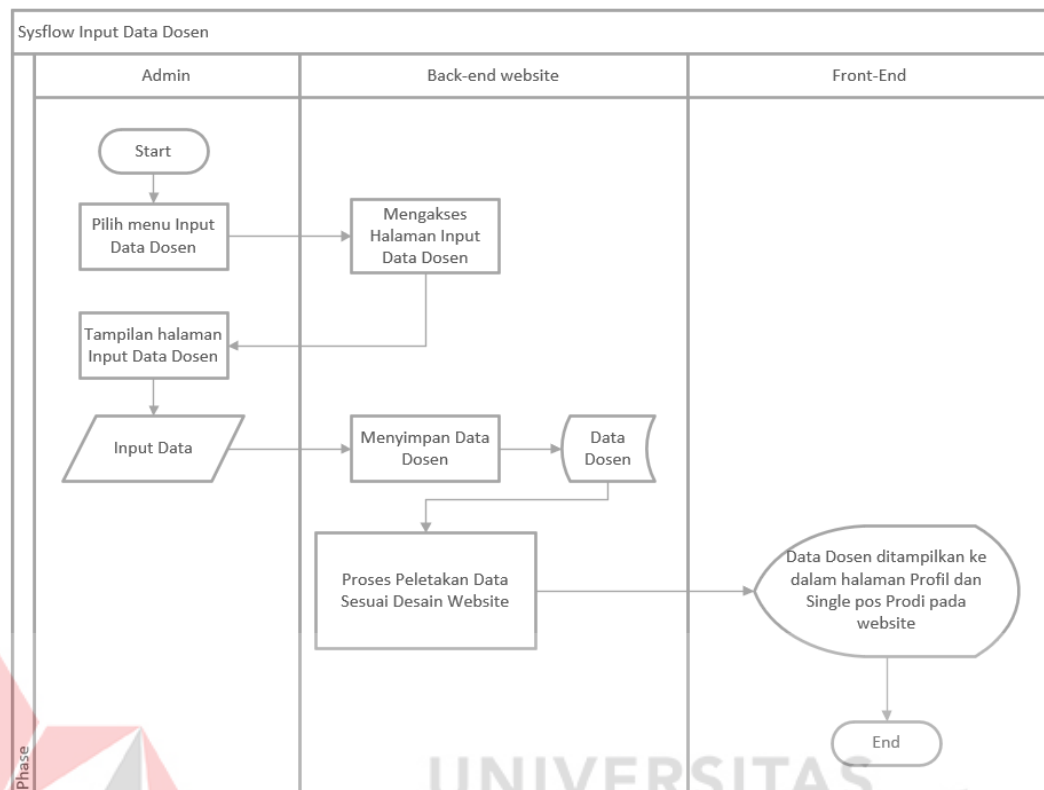 Sysflow Input Data Dosen
Admin
Back-end website
Front-End
Start
Pilih menu Input
Data Dosen
Mengakses
Halaman Input
Data Dosen
Tampilan halaman
Input Data Dosen
Input Data
Menyimpan Data
Dosen
Data
Dosen
Proses Peletakan Data
Sesuai Desain Website
Data Dosen ditampilkan ke
dalam halaman Profil dan
Single pos Prodi pada
website
End
Phase
UNIVERSITAS